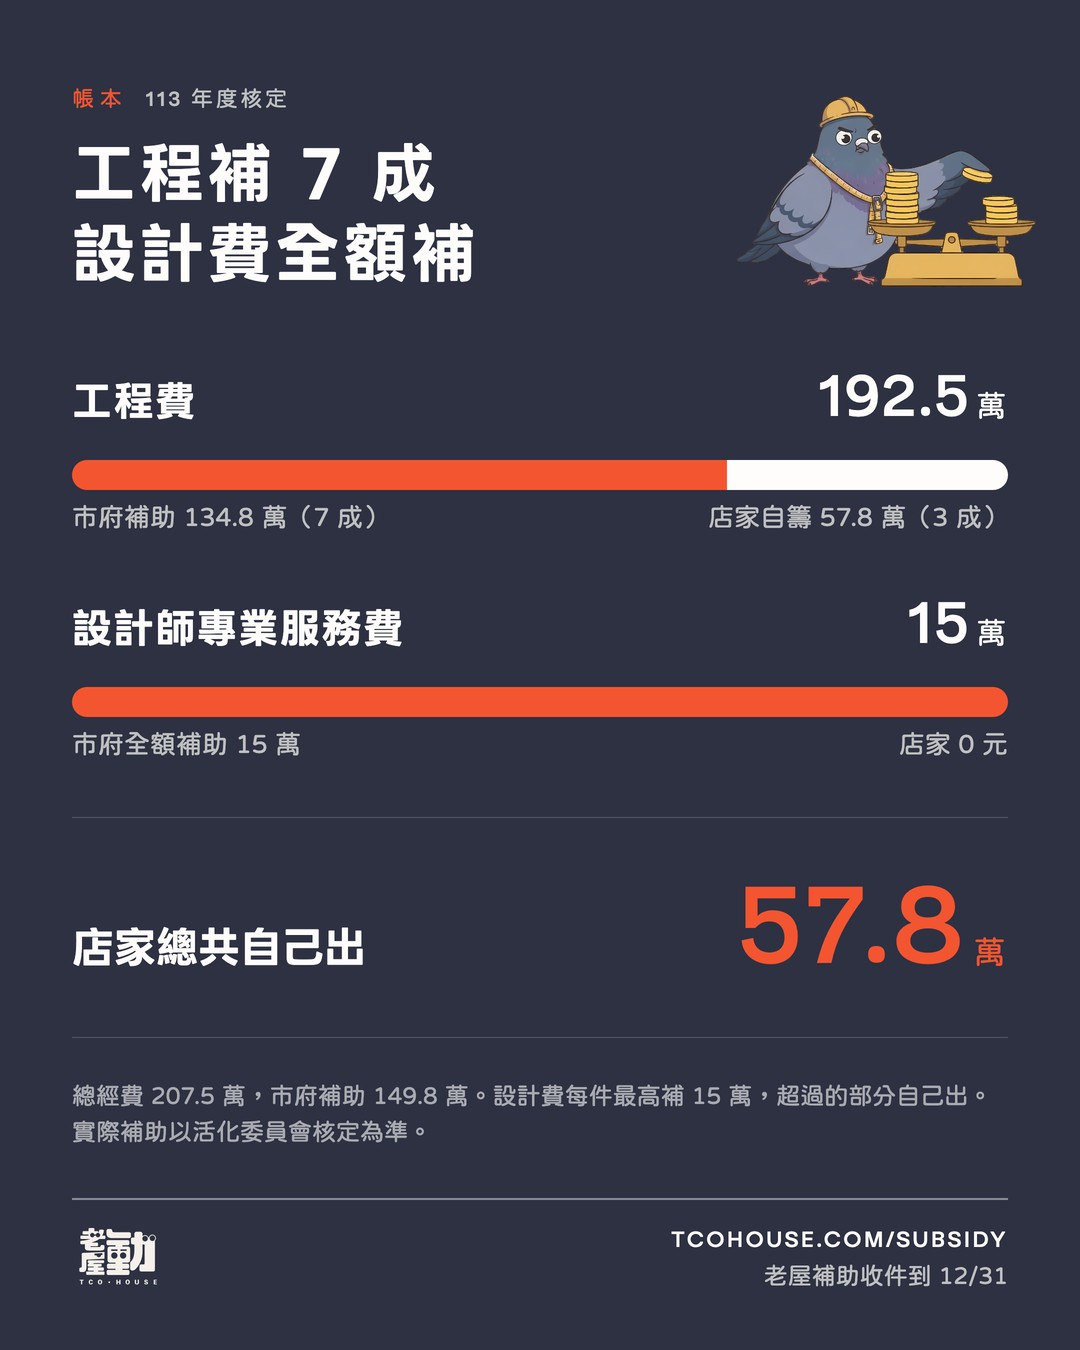 帳本 113 年度核定
工程補 7 成
設計費全額補
工程費 192.5 萬
市府補助 134.8 萬（7 成） 店家自籌 57.8 萬（3 成）
設計師專業服務費 15 萬
市府全額補助 15 萬 店家 0 元
店家總共自己出 57.8 萬
總經費 207.5 萬，市府補助 149.8 萬。設計費每件最高補 15 萬，超過的部分自己出。
實際補助以活化委員會核定為準。
老屋動
TCO·HOUSE
TCOHOUSE.COM/SUBSIDY
老屋補助收件到 12/31